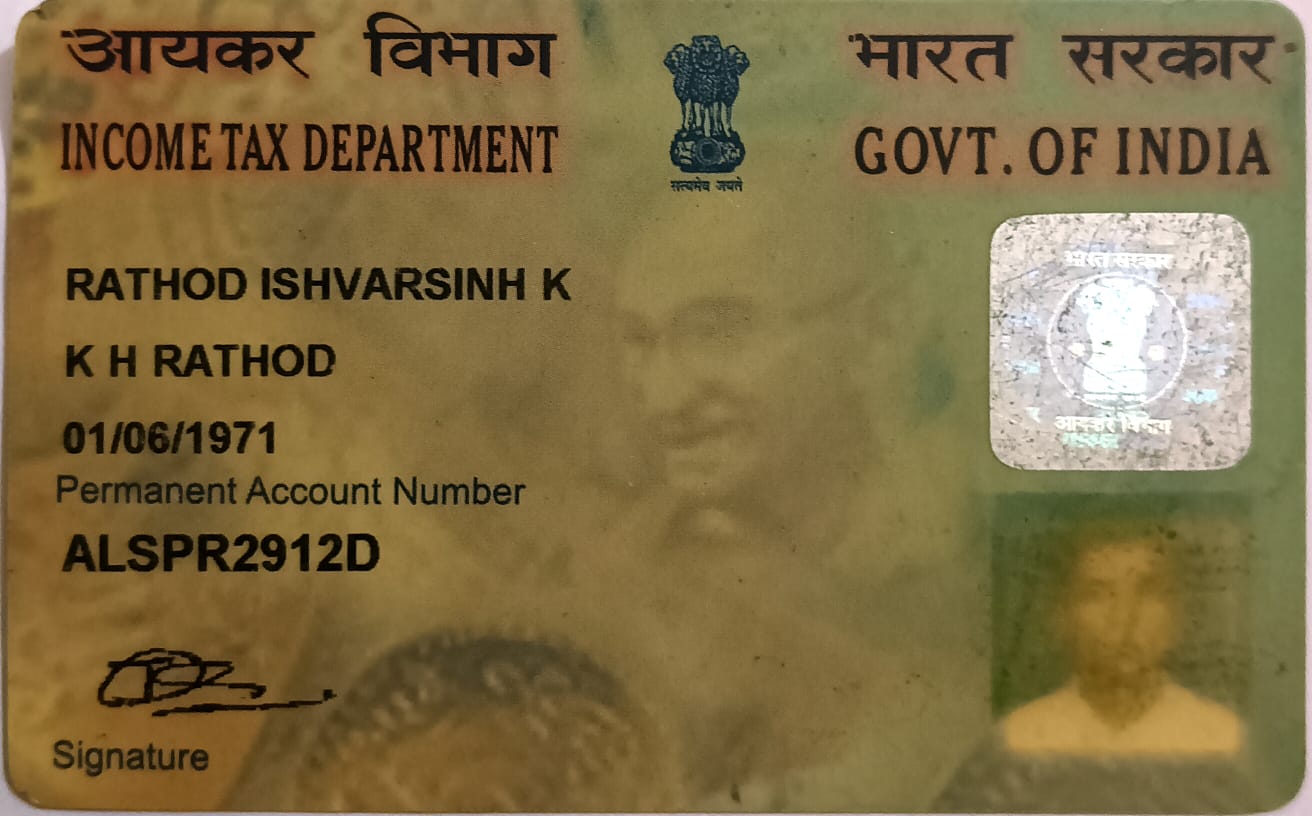 आयकर विभाग
भारत सरकार
INCOME TAX DEPARTMENT
GOVT. OF INDIA
सत्यमेव जयते
RATHOD ISHVARSINH K
K H RATHOD
01/06/1971
Permanent Account Number
ALSPR2912D
Signature
भारत सरकार
आयकर विभाग